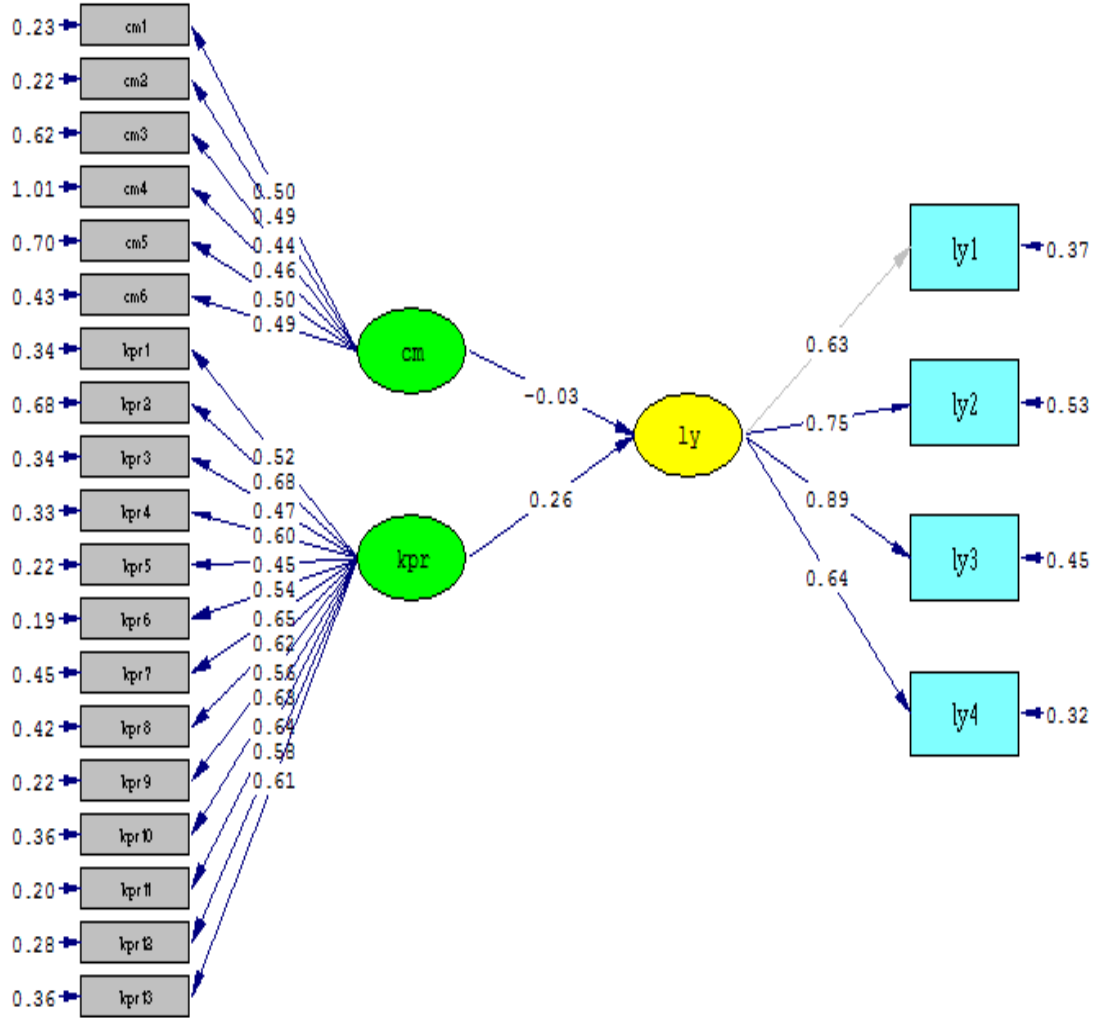 0.23 cm1
0.22 cm2
0.62 cm3
1.01 cm4
0.70 cm5
0.43 cm6
0.34 kpr1
0.68 kpr2
0.34 kpr3
0.33 kpr4
0.22 kpr5
0.19 kpr6
0.45 kpr7
0.42 kpr8
0.22 kpr9
0.36 kpr10
0.20 kpr11
0.28 kpr12
0.36 kpr13
0.50
0.49
0.44
0.46
0.50
0.49
0.52
0.68
0.47
0.60
0.45
0.54
0.65
0.62
0.56
0.64
0.61
cm
kpr
-0.03
0.26
ly
0.63
0.75
0.89
0.64
ly1 0.37
ly2 0.53
ly3 0.45
ly4 0.32